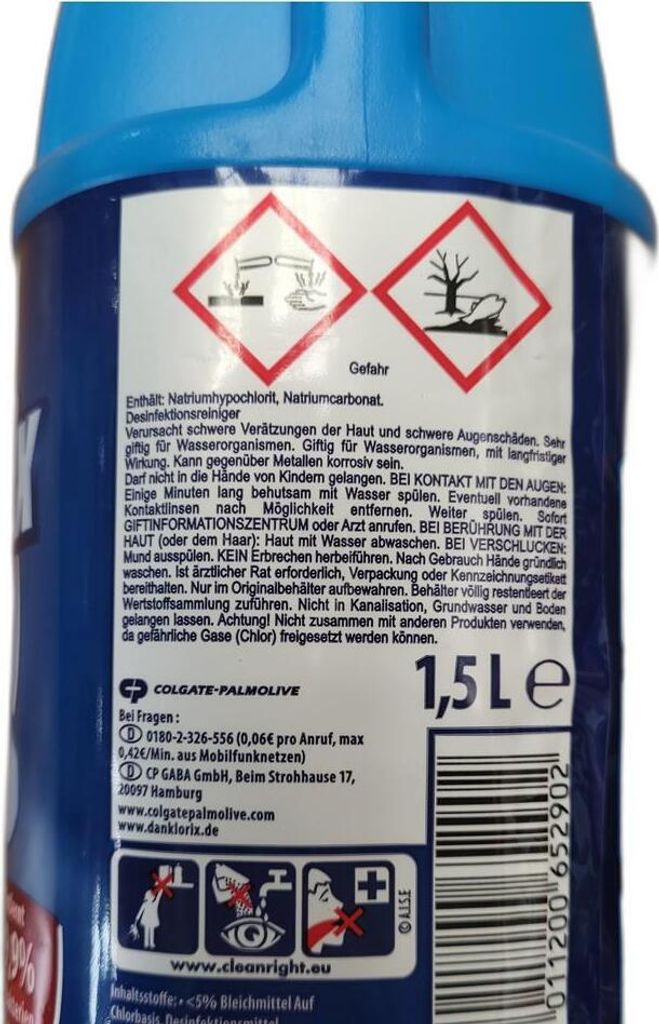 Gefahr
Enthält: Natriumhypochlorit, Natriumcarbonat.
Desinfektionsreiniger
Verursacht schwere Verätzungen der Haut und schwere Augenschäden. Sehr
giftig für Wasserorganismen. Giftig für Wasserorganismen, mit langfristiger
Wirkung. Kann gegenüber Metallen korrosiv sein.
Darf nicht in die Hände von Kindern gelangen. BEI KONTAKT MIT DEN AUGEN:
Einige Minuten lang behutsam mit Wasser spülen. Eventuell vorhandene
Kontaktlinsen nach Möglichkeit entfernen. Weiter spülen. Sofort
GIFTINFORMATIONSZENTRUM oder Arzt anrufen. BEI BERÜHRUNG MIT DER
HAUT (oder dem Haar): Haut mit Wasser abwaschen. BEI VERSCHLUCKEN:
Mund ausspülen. KEIN Erbrechen herbeiführen. Nach Gebrauch Hände gründlich
waschen. Ist ärztlicher Rat erforderlich, Verpackung oder Kennzeichnungsetikett
bereithalten. Nur im Originalbehälter aufbewahren. Behälter völlig restentleert der
Wertstoffsammlung zuführen. Nicht in Kanalisation, Grundwasser und Boden
gelangen lassen. Achtung! Nicht zusammen mit anderen Produkten verwenden,
da gefährliche Gase (Chlor) freigesetzt werden können.
1,5 L e
CP COLGATE-PALMOLIVE
Bei Fragen :
D 0180-2-326-556 (0,06€ pro Anruf, max
0,42€/Min. aus Mobilfunknetzen)
D CP GABA GmbH, Beim Strohhause 17,
20097 Hamburg
www.colgatepalmolive.com
www.danklorix.de
© A.I.S.E
www.cleanright.eu
Inhaltsstoffe: • <5% Bleichmittel Auf
Chlorbasis, Desinfektionsmittel
011200 652902
X
9%